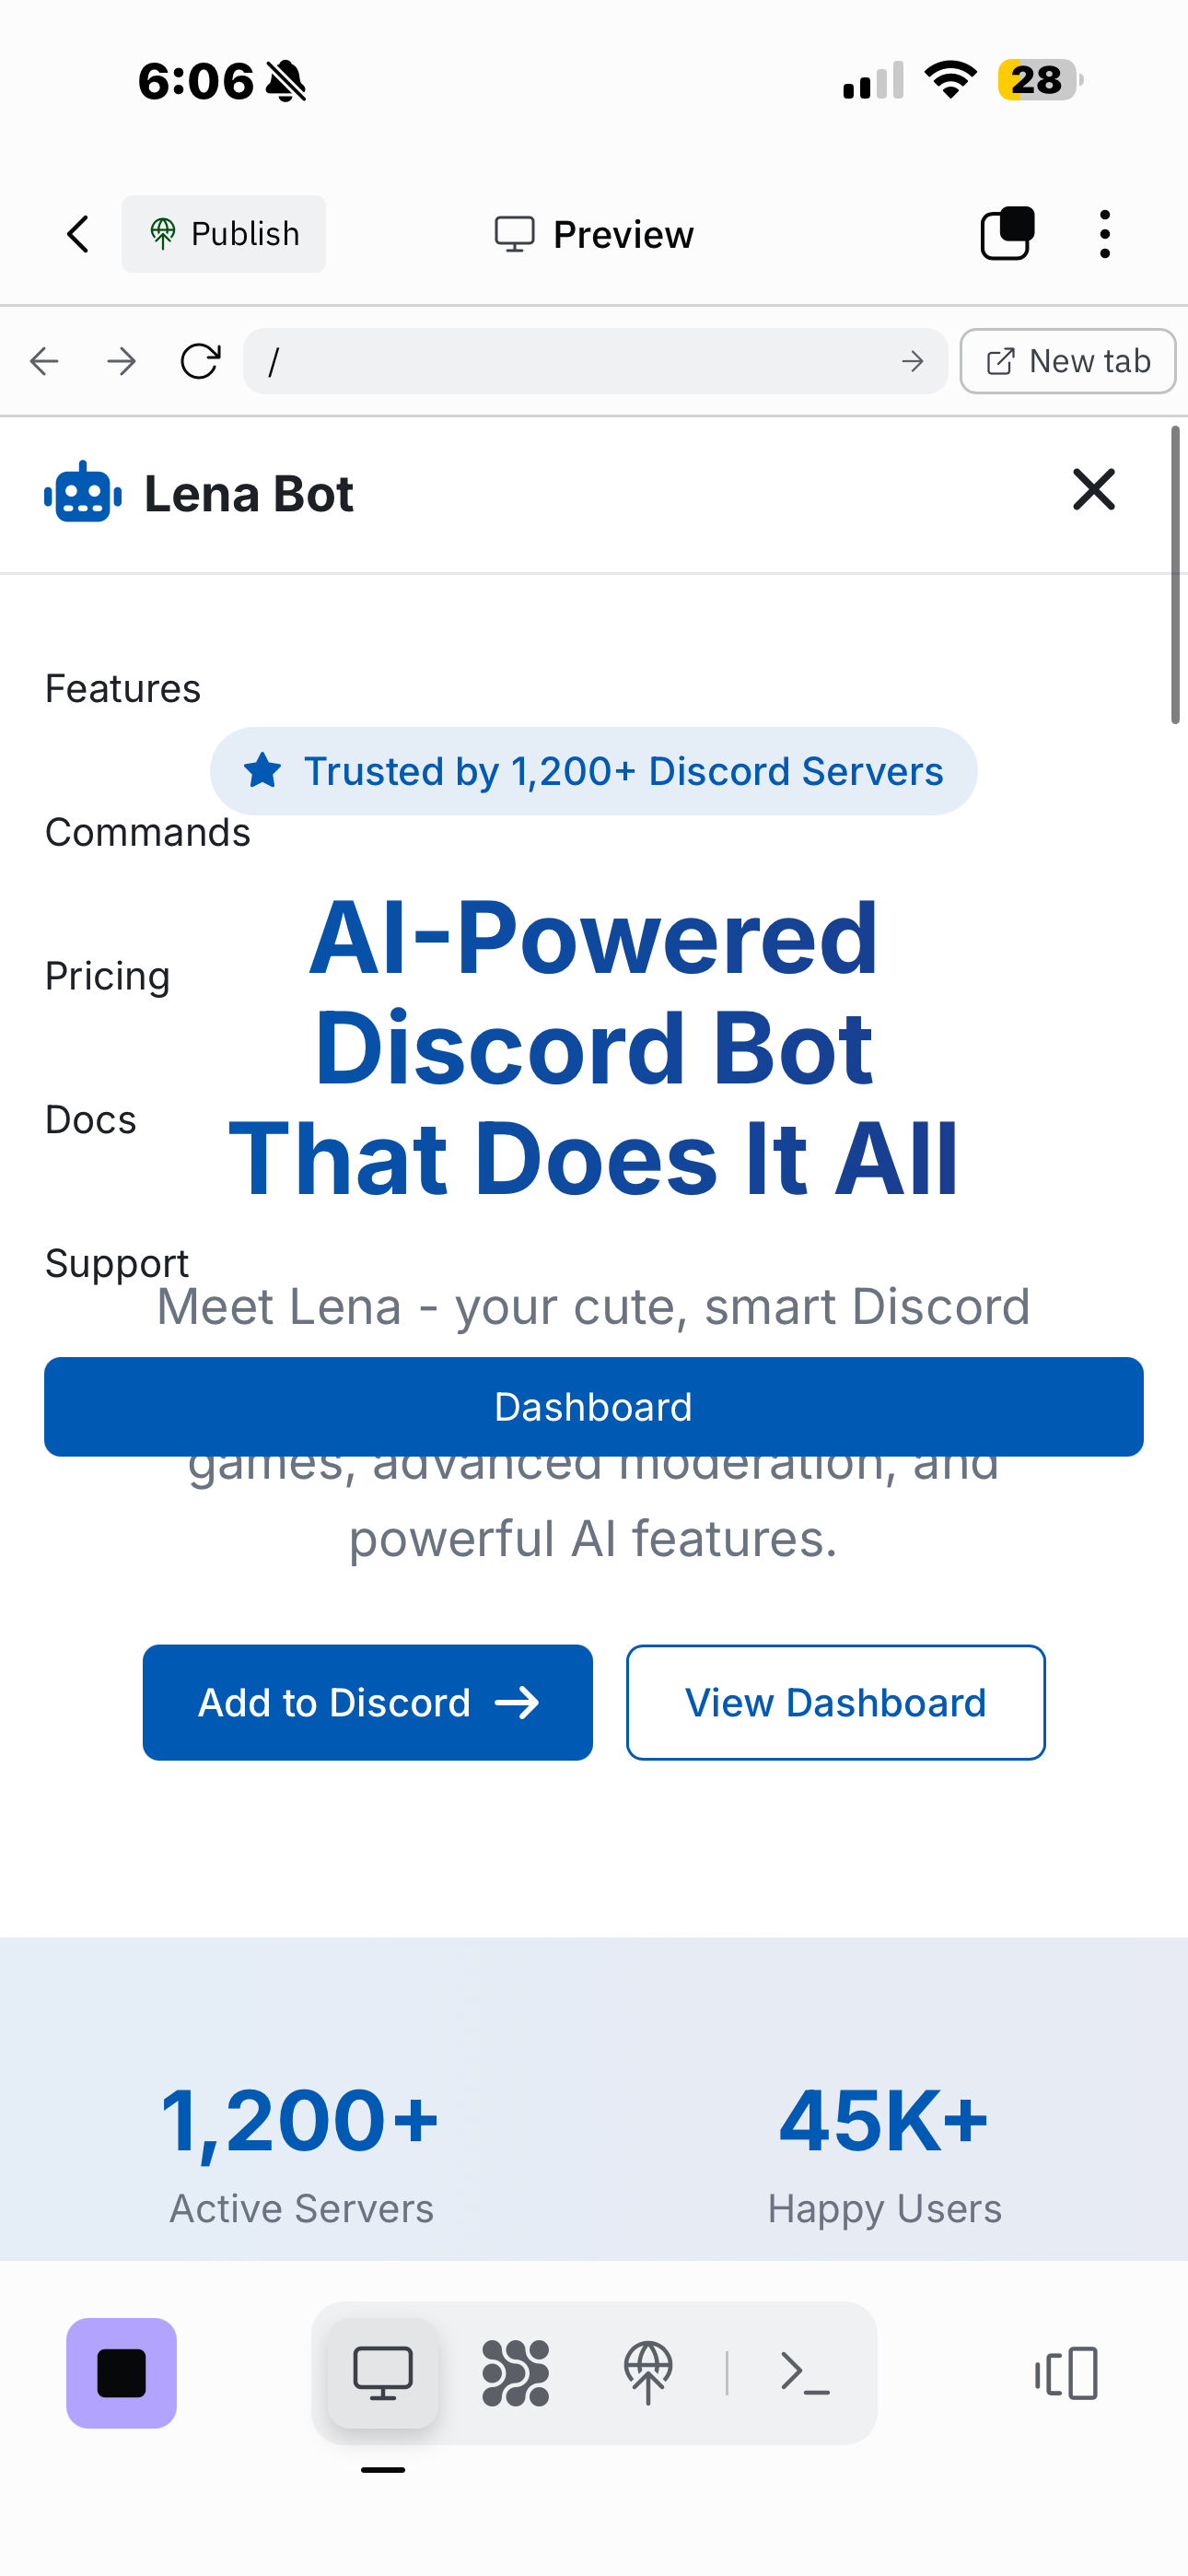 6:06
28
Publish
Preview
/
New tab
Lena Bot
Features
Trusted by 1,200+ Discord Servers
Commands
AI-Powered
Pricing
Discord Bot
Docs
That Does It All
Support
Meet Lena - your cute, smart Discord
Dashboard
games, advanced moderation, and
powerful AI features.
Add to Discord
View Dashboard
1,200+
45K+
Active Servers
Happy Users